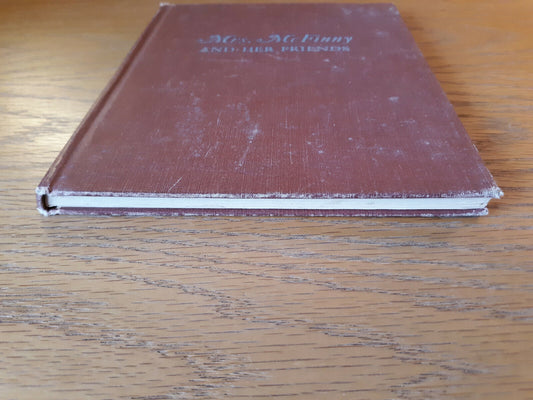 Mrs. McFinny
AND HER FRIENDS